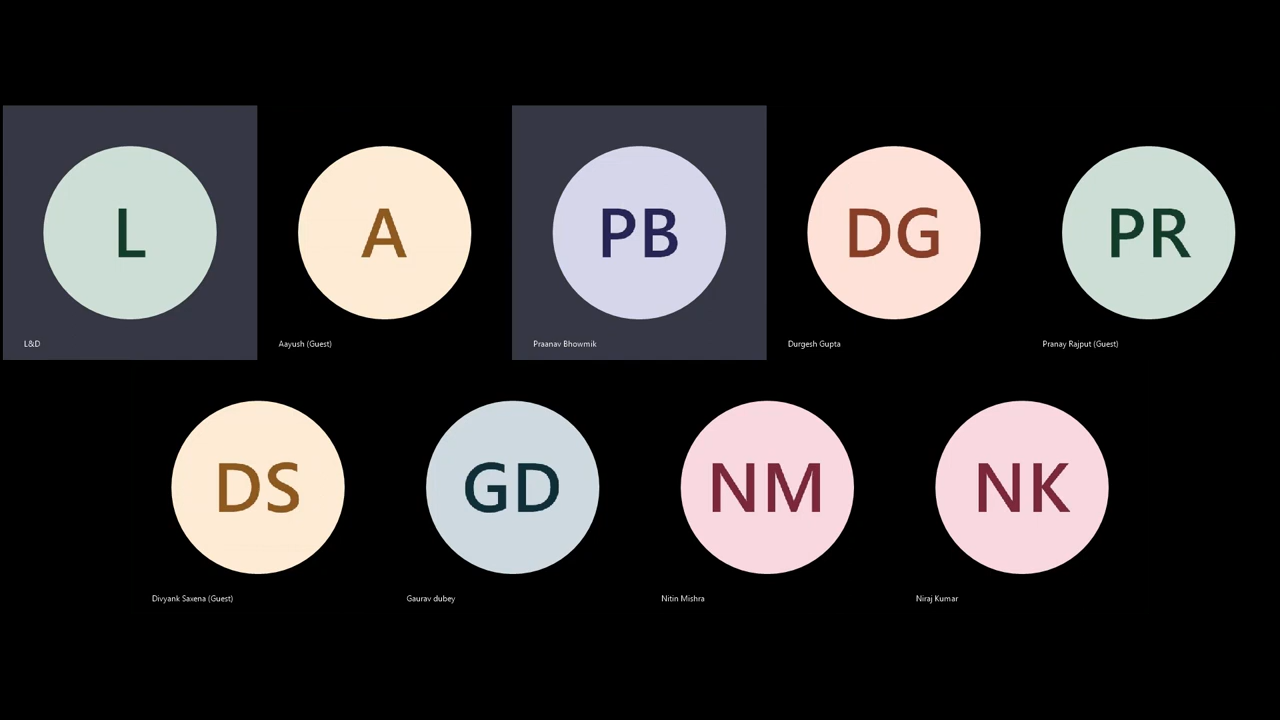 L
A
PB
DG
PR
L&D
Aayush (Guest)
Praanav Bhowmik
Durgesh Gupta
Pranay Rajput (Guest)
DS
GD
NM
NK
Divyank Saxena (Guest)
Gaurav dubey
Nitin Mishra
Niraj Kumar